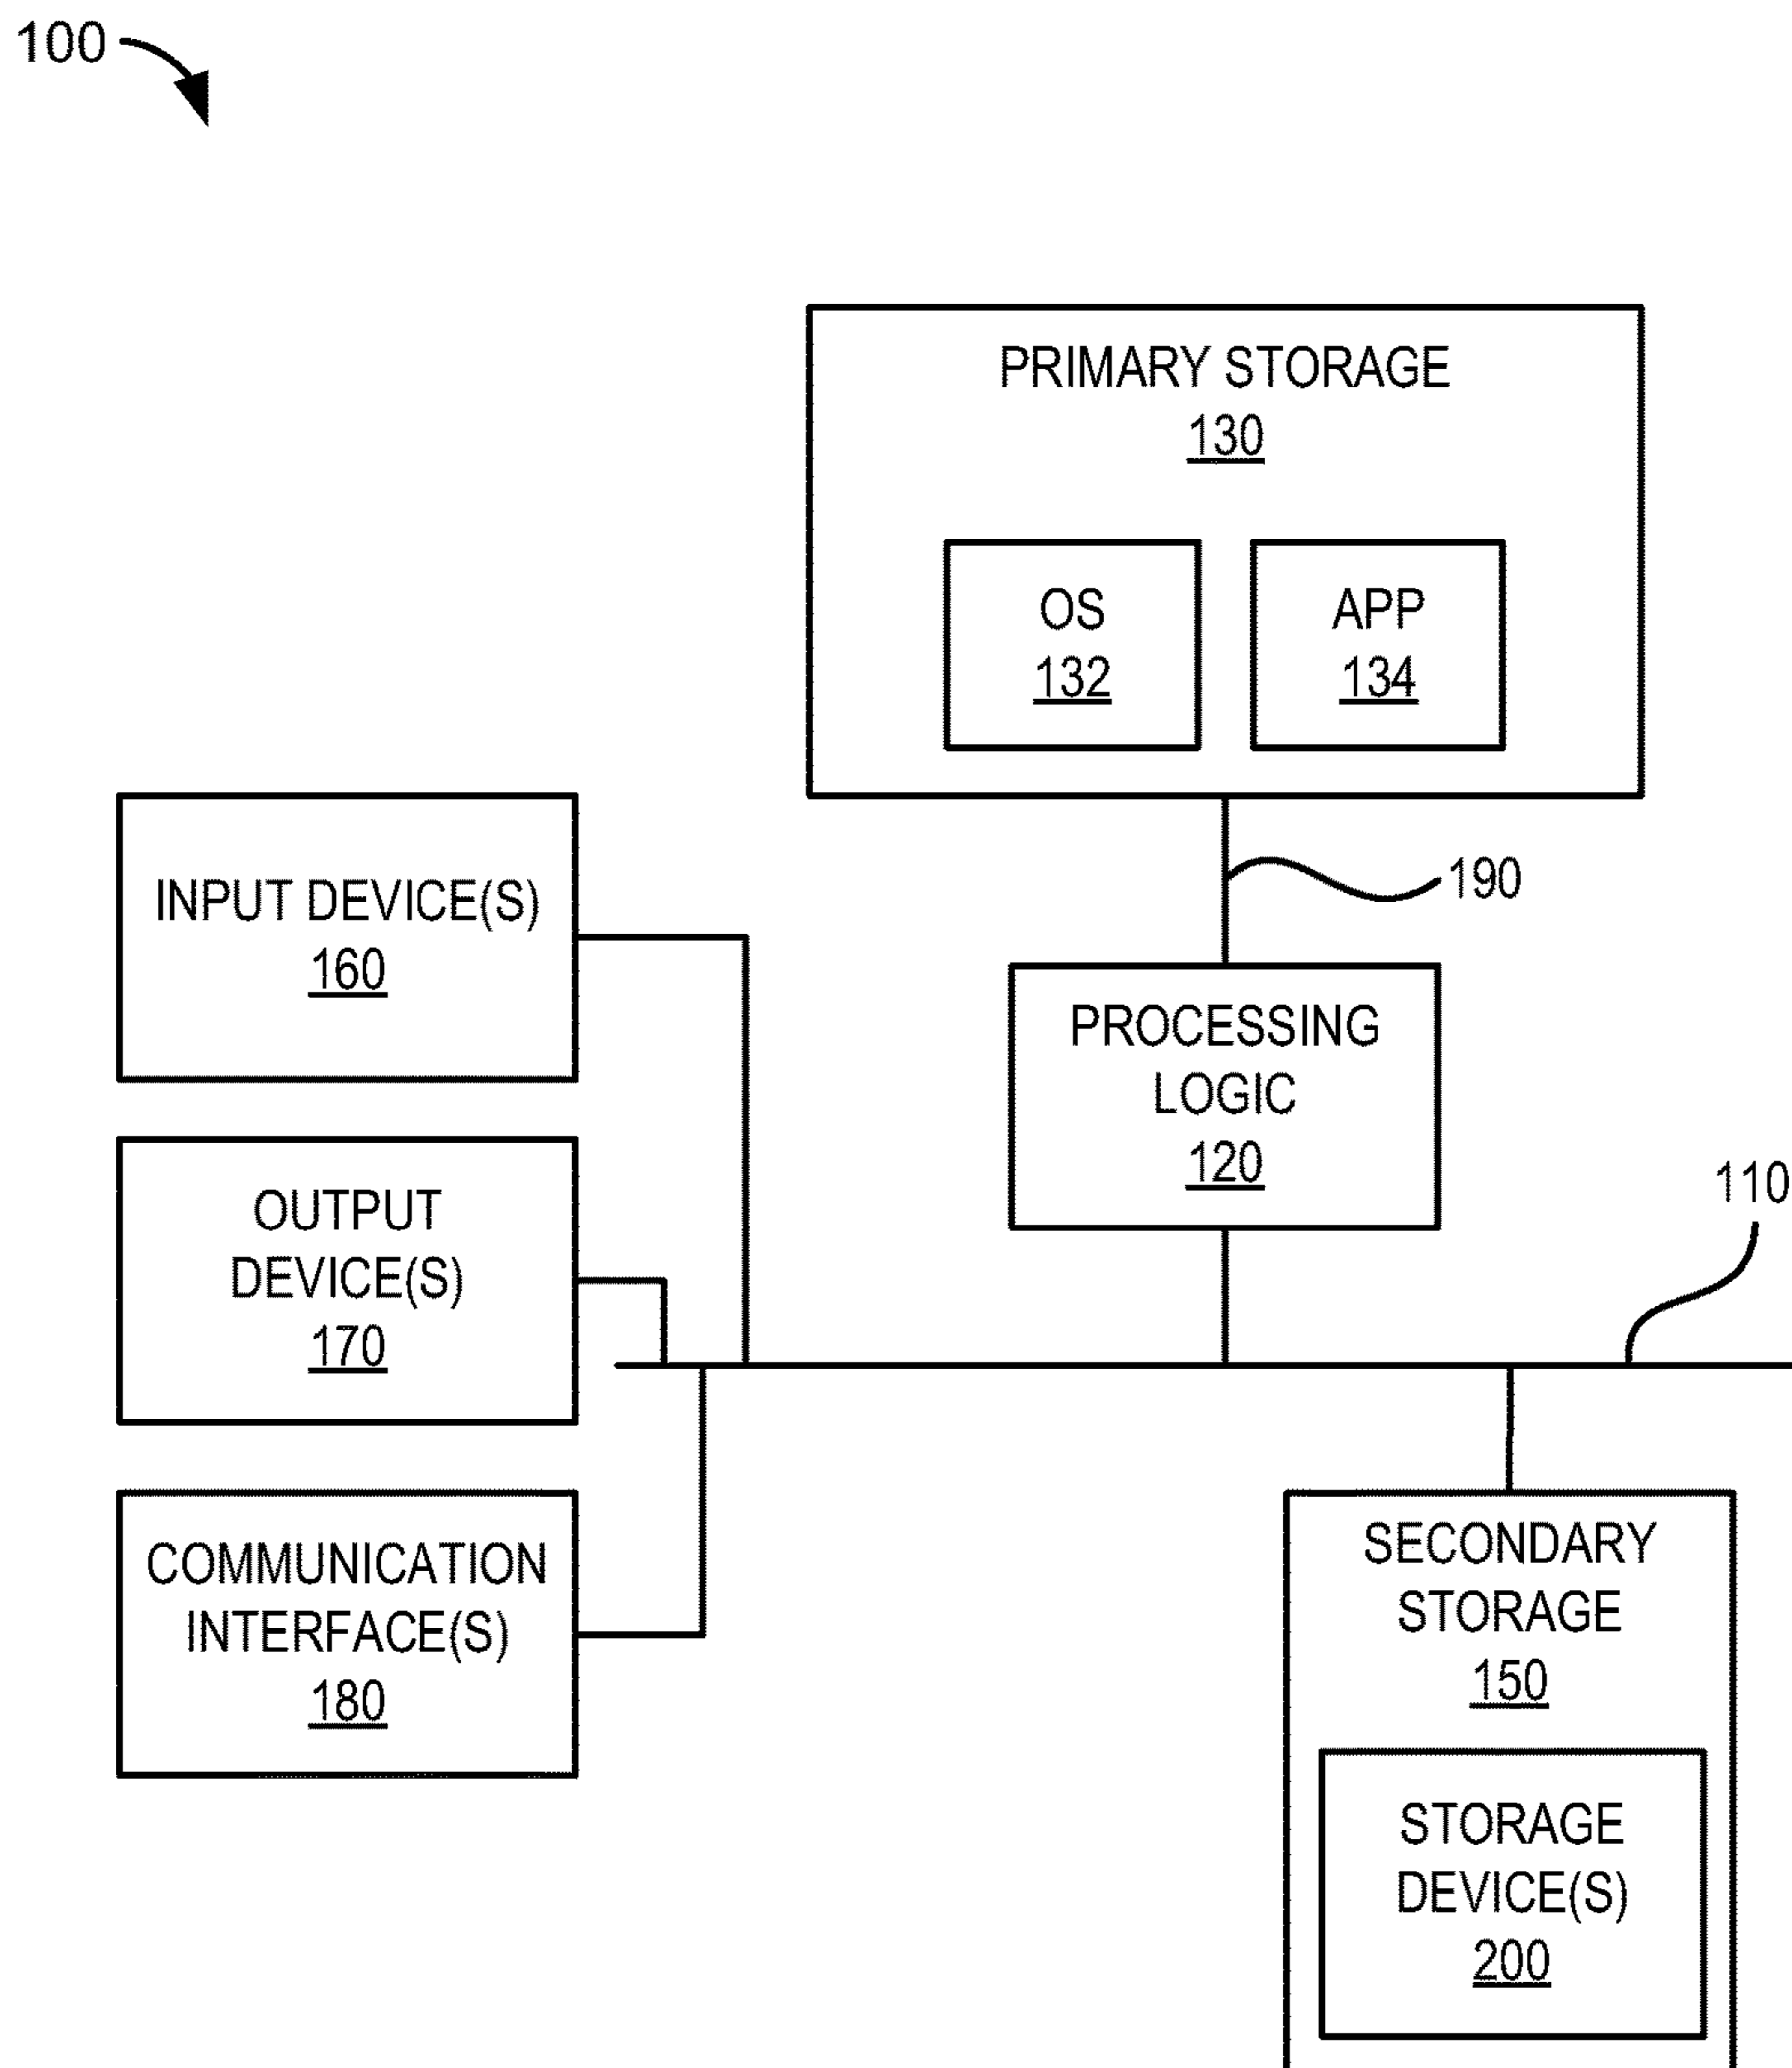 100
PRIMARY STORAGE
130
OS
132
APP
134
190
INPUT DEVICE(S)
160
PROCESSING
LOGIC
120
110
OUTPUT
DEVICE(S)
170
COMMUNICATION
INTERFACE(S)
180
SECONDARY
STORAGE
150
STORAGE
DEVICE(S)
200